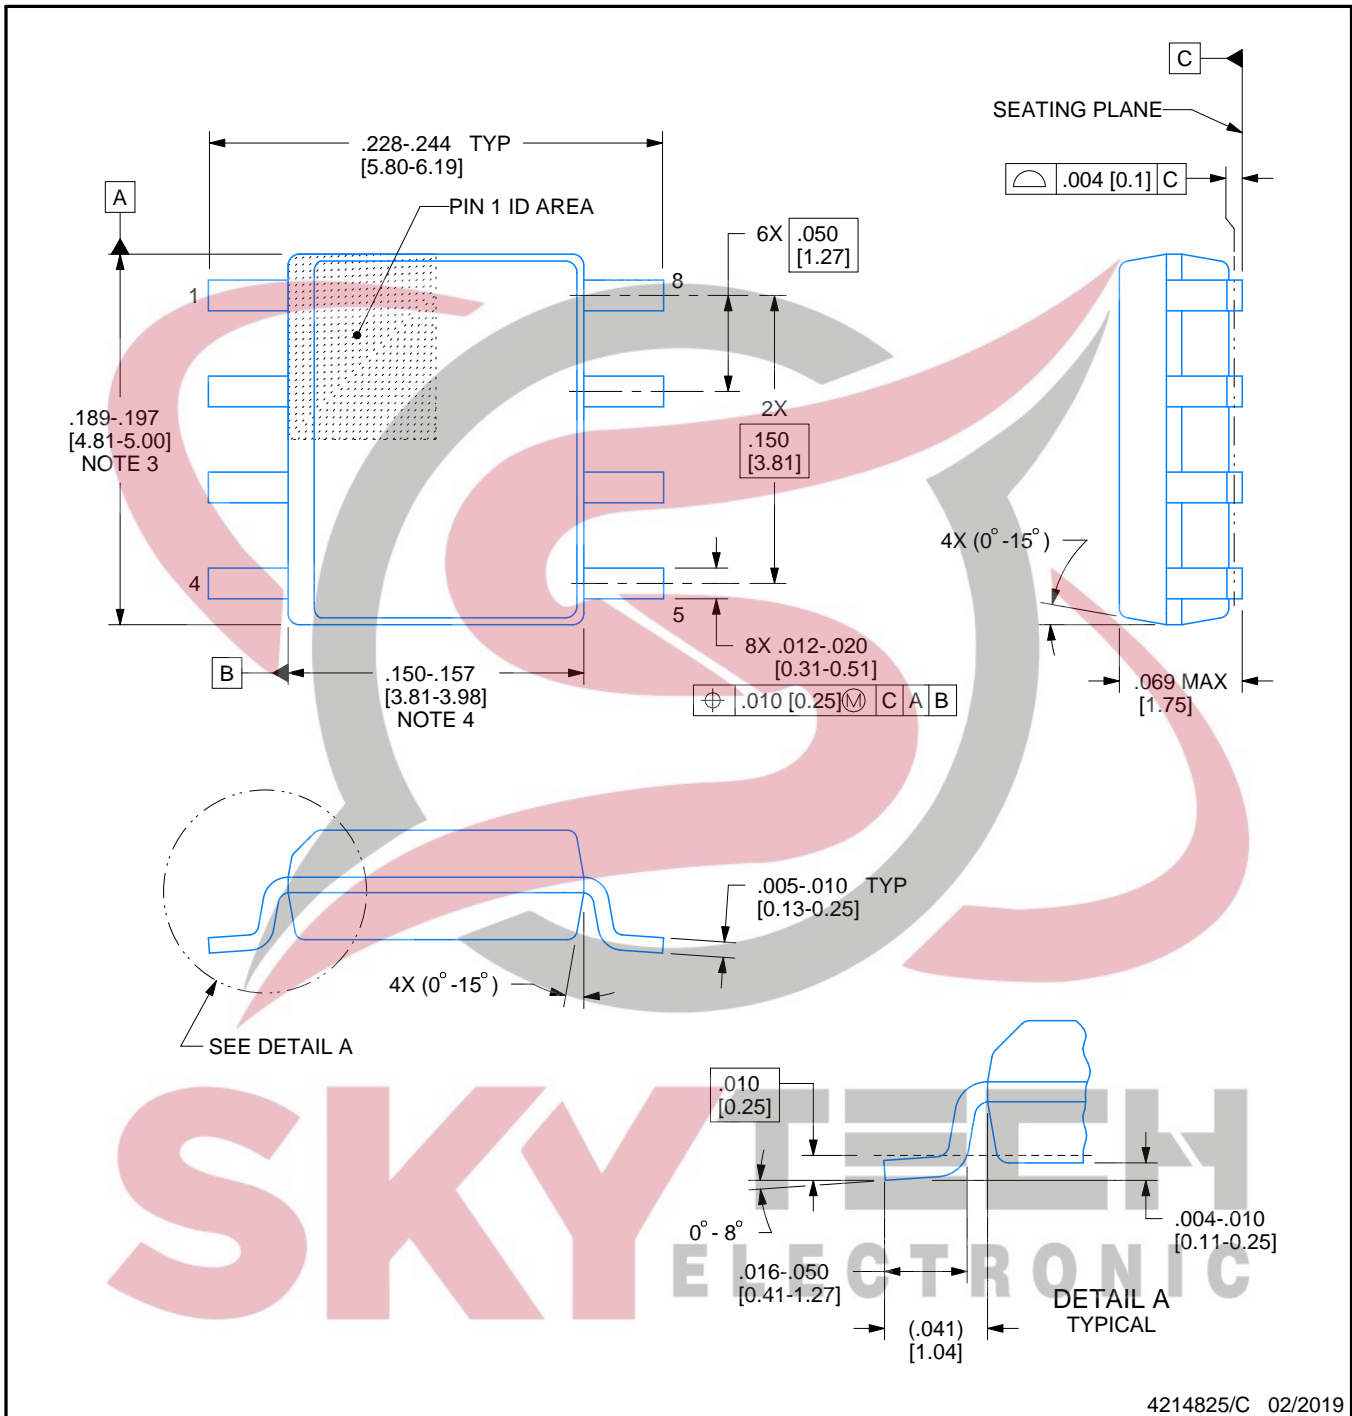 C
SEATING PLANE
.004 [0.1] C
.228-.244 TYP
[5.80-6.19]
A
PIN 1 ID AREA
6X .050
[1.27]
1
8
2X
.150
[3.81]
.189-.197
[4.81-5.00]
NOTE 3
4X (0°-15°)
4
5
8X .012-.020
[0.31-0.51]
.010 [0.25] Ⓜ C A B
B
.150-.157
[3.81-3.98]
NOTE 4
.069 MAX
[1.75]
.005-.010 TYP
[0.13-0.25]
4X (0°-15°)
SEE DETAIL A
.010
[0.25]
0°-8°
.016-.050
[0.41-1.27]
.004-.010
[0.11-0.25]
(.041)
[1.04]
DETAIL A
TYPICAL
SKYTECH
ELECTRONIC
4214825/C 02/2019